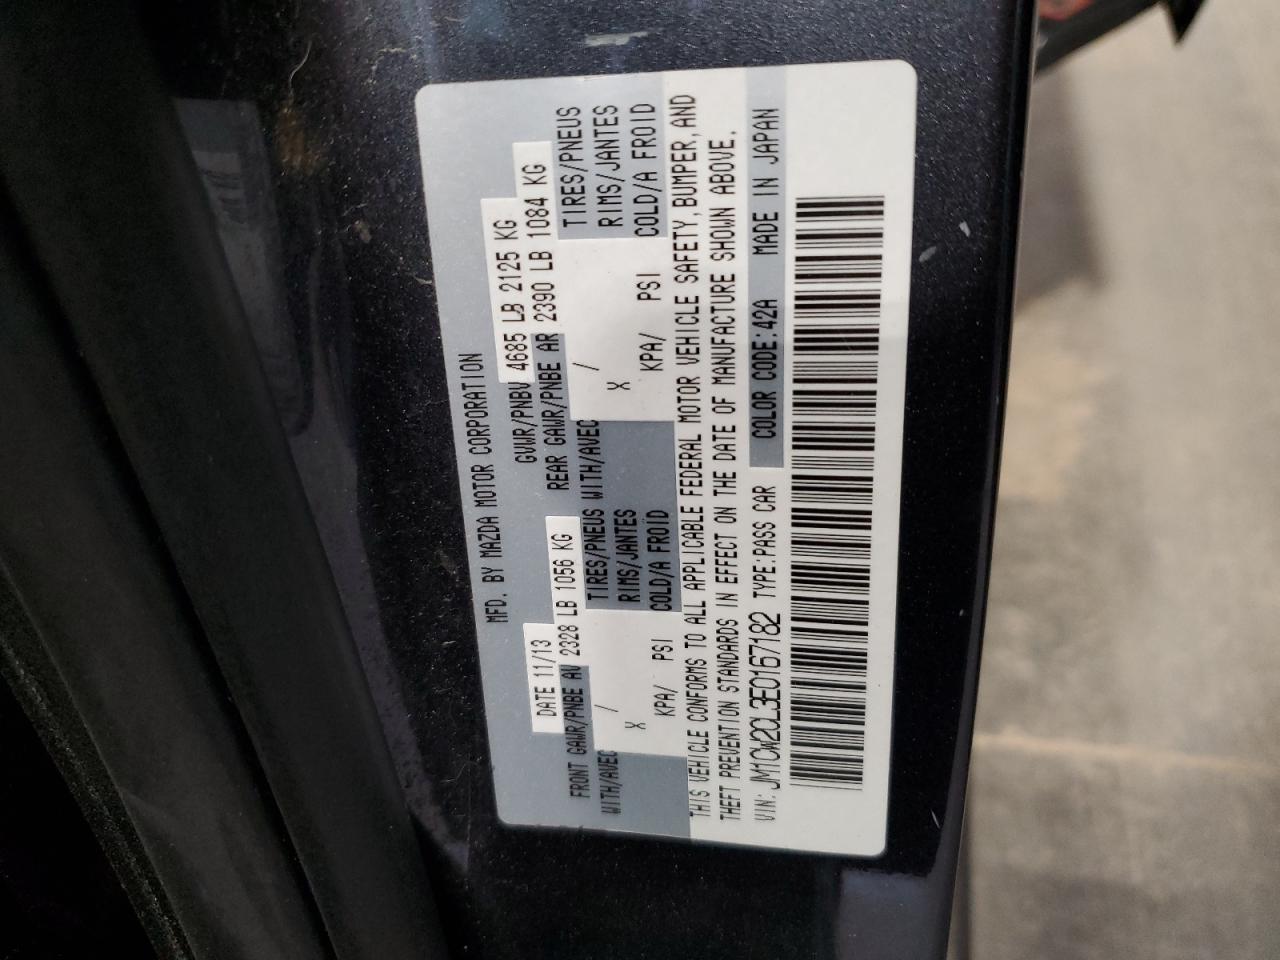 MFD. BY MAZDA MOTOR CORPORATION
DATE 11/13
GVWR/PNBV 4685 LB 2125 KG
FRONT GAWR/PNBE AV 2328 LB 1056 KG
REAR GAWR/PNBE AR 2390 LB 1084 KG
WITH/AVEC / TIRES/PNEUS WITH/AVEC / TIRES/PNEUS
X RIMS/JANTES X RIMS/JANTES
KPA/ PSI COLD/A FROID KPA/ PSI COLD/A FROID
THIS VEHICLE CONFORMS TO ALL APPLICABLE FEDERAL MOTOR VEHICLE SAFETY, BUMPER, AND
THEFT PREVENTION STANDARDS IN EFFECT ON THE DATE OF MANUFACTURE SHOWN ABOVE.
VIN: JM1CW2CL3E0167182 TYPE:PASS CAR COLOR CODE:42A MADE IN JAPAN